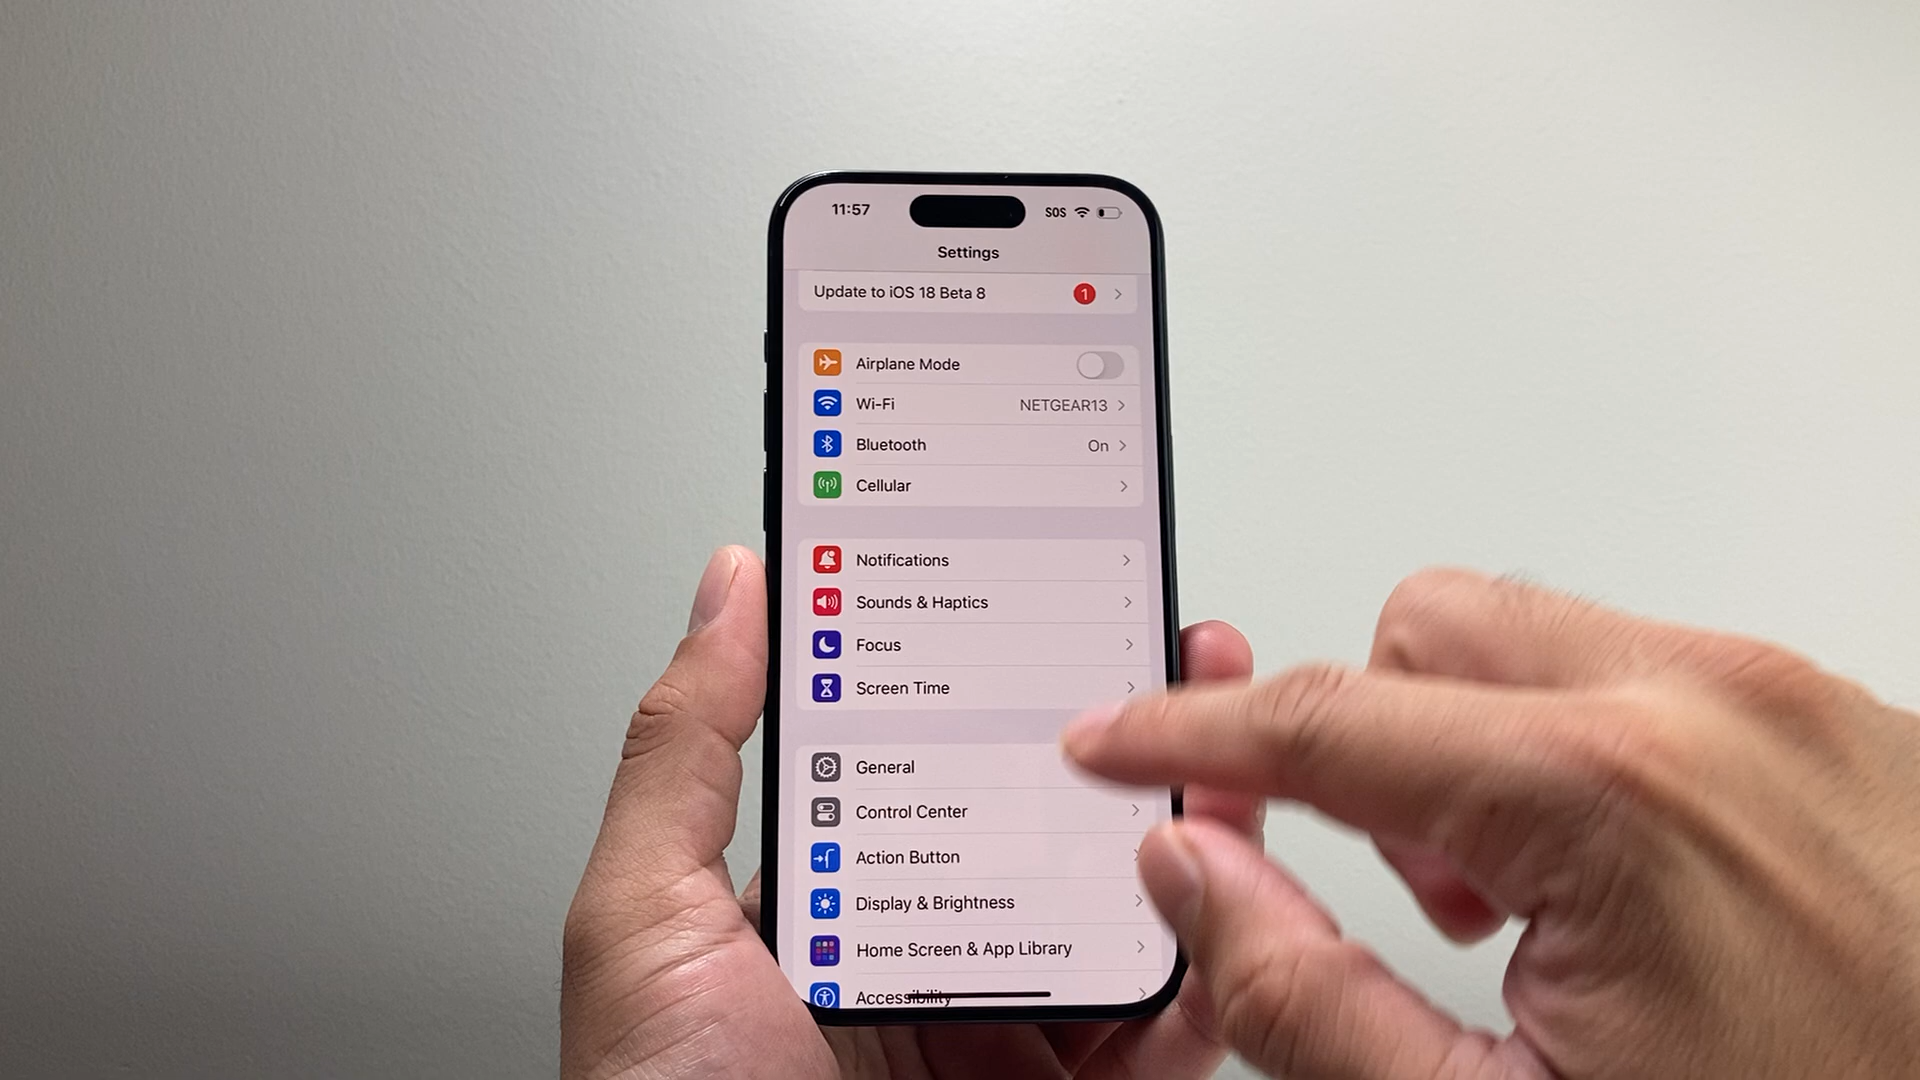 11:57 SOS
Settings
Update to iOS 18 Beta 8 1
Airplane Mode
Wi-Fi NETGEAR13
Bluetooth On
Cellular
Notifications
Sounds & Haptics
Focus
Screen Time
General
Control Center
Action Button
Display & Brightness
Home Screen & App Library
Accessibility